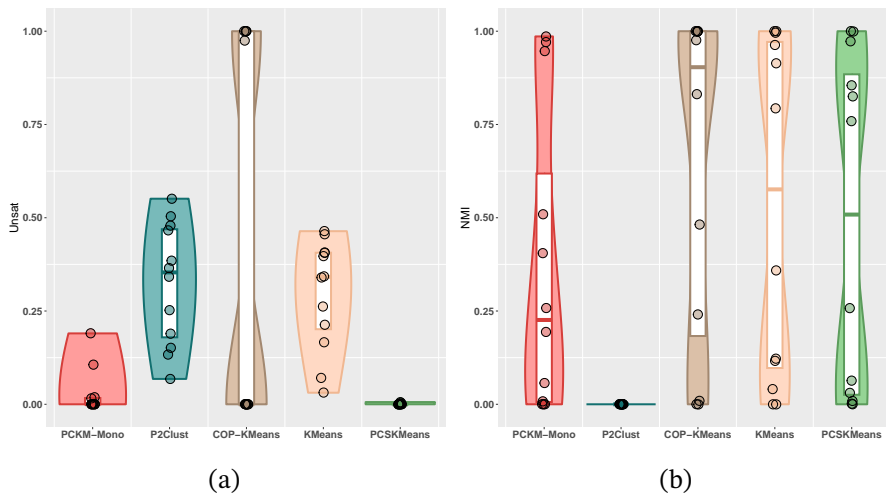 1.00
0.75
0.50
0.25
0.00
Unsat
PCKM-Mono P2Clust COP-KMeans KMeans PCSKMeans
(a)
1.00
0.75
0.50
0.25
0.00
NMI
PCKM-Mono P2Clust COP-KMeans KMeans PCSKMeans
(b)